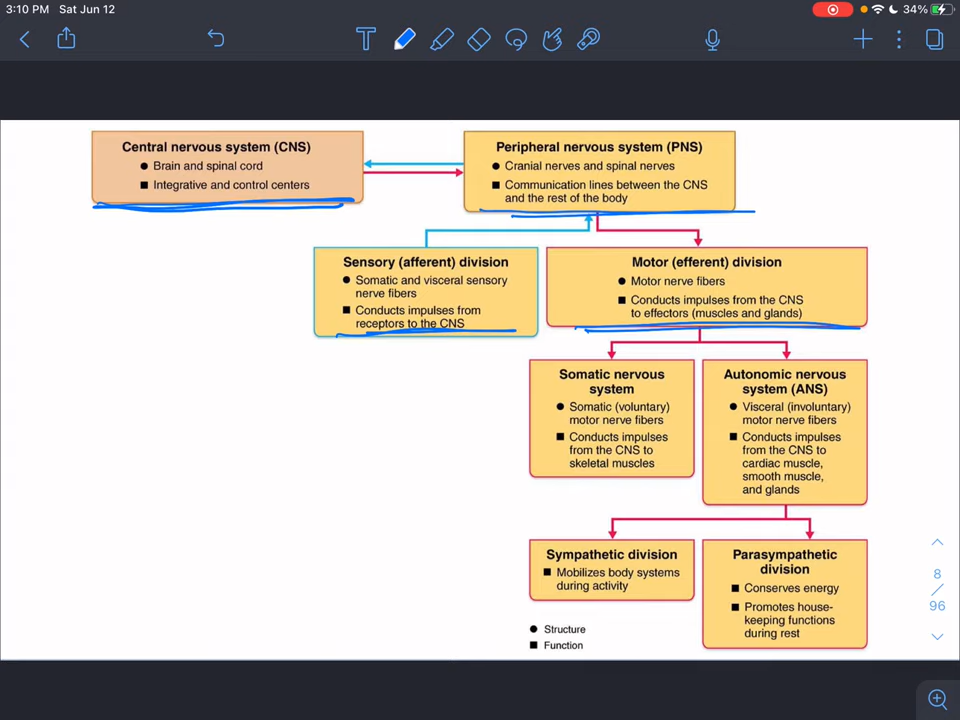 3:10 PM Sat Jun 12
34%
Central nervous system (CNS)
● Brain and spinal cord
■ Integrative and control centers
Peripheral nervous system (PNS)
● Cranial nerves and spinal nerves
■ Communication lines between the CNS
and the rest of the body
Sensory (afferent) division
● Somatic and visceral sensory
nerve fibers
■ Conducts impulses from
receptors to the CNS
Motor (efferent) division
● Motor nerve fibers
■ Conducts impulses from the CNS
to effectors (muscles and glands)
Somatic nervous
system
● Somatic (voluntary)
motor nerve fibers
■ Conducts impulses
from the CNS to
skeletal muscles
Autonomic nervous
system (ANS)
● Visceral (involuntary)
motor nerve fibers
■ Conducts impulses
from the CNS to
cardiac muscle,
smooth muscle,
and glands
Sympathetic division
■ Mobilizes body systems
during activity
Parasympathetic
division
■ Conserves energy
■ Promotes house-
keeping functions
during rest
● Structure
■ Function
8
/
96